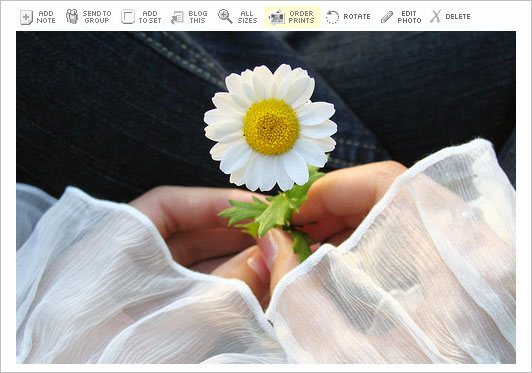 ADD NOTE
SEND TO GROUP
ADD TO SET
BLOG THIS
ALL SIZES
ORDER PRINTS
ROTATE
EDIT PHOTO
DELETE